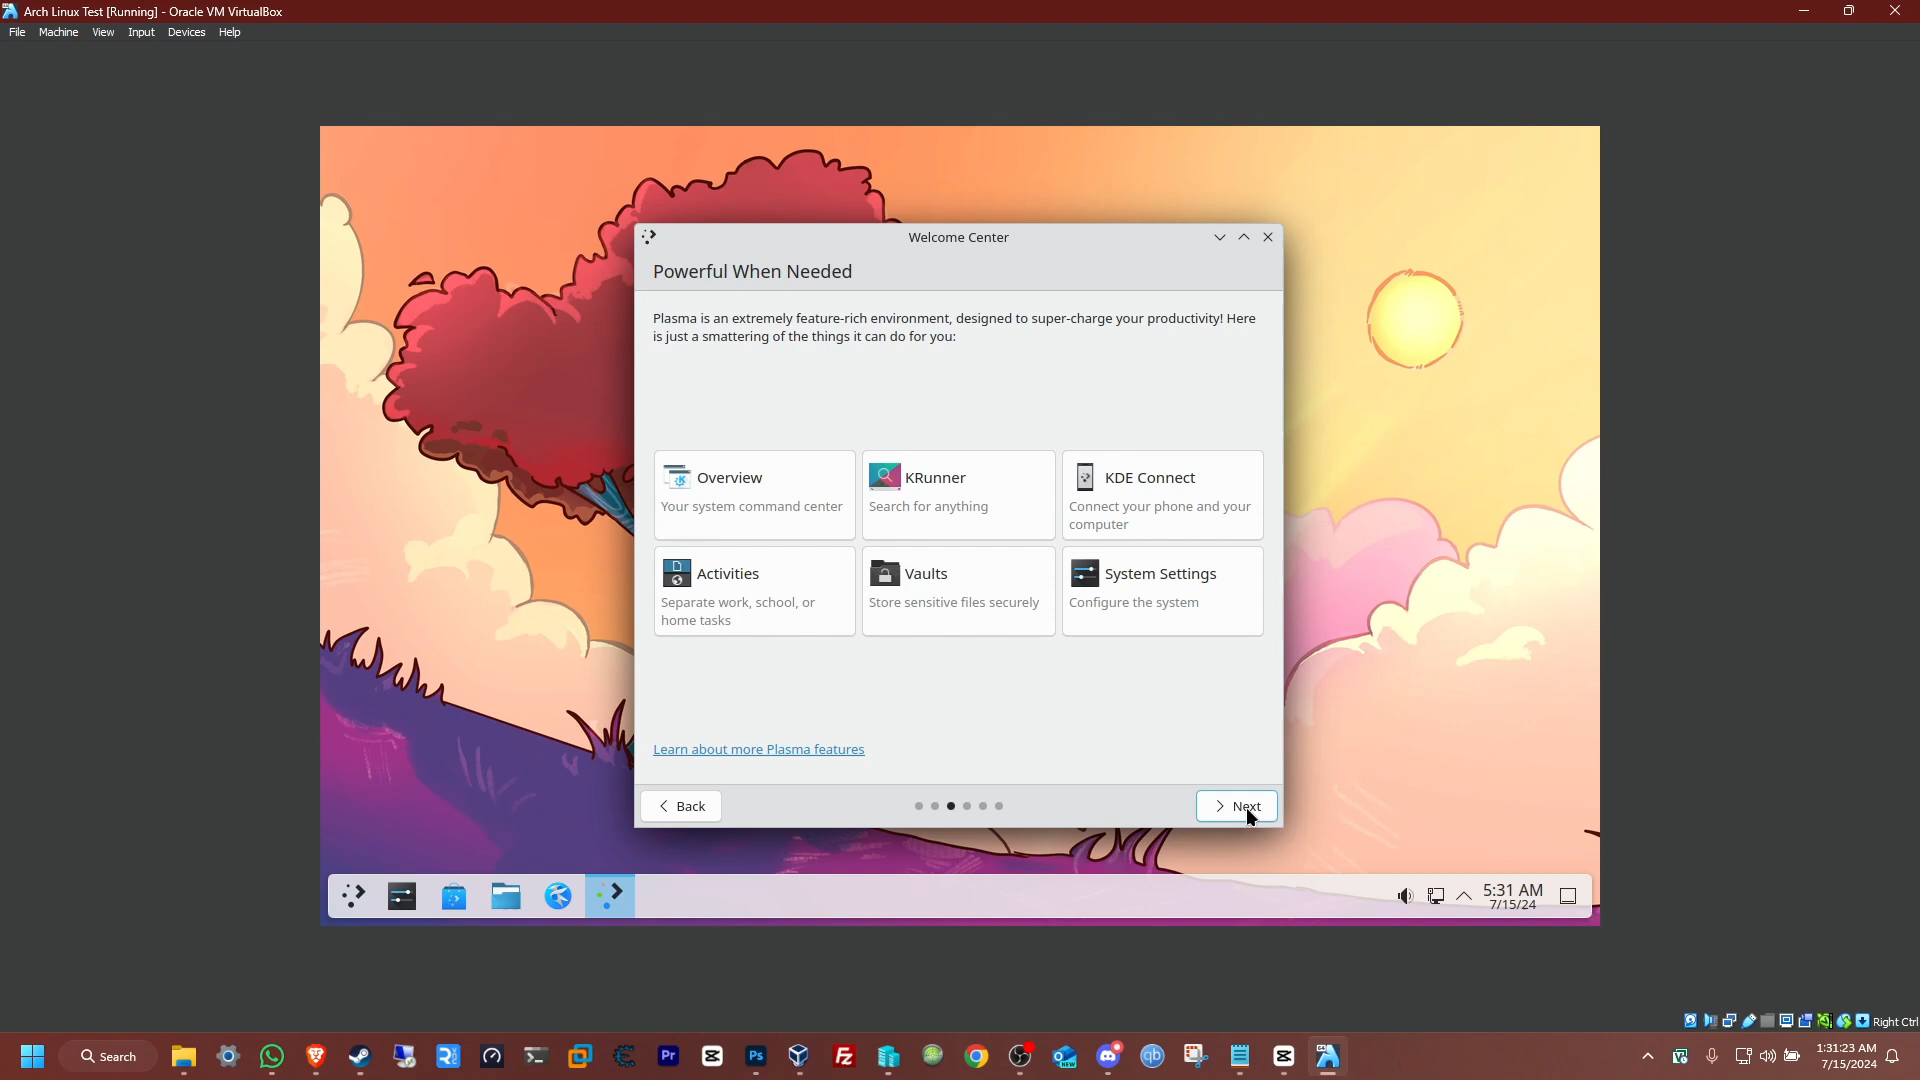 Arch Linux Test [Running] - Oracle VM VirtualBox
File Machine View Input Devices Help
Welcome Center
Powerful When Needed
Plasma is an extremely feature-rich environment, designed to super-charge your productivity! Here
is just a smattering of the things it can do for you:
Overview
Your system command center
KRunner
Search for anything
KDE Connect
Connect your phone and your
computer
Activities
Separate work, school, or
home tasks
Vaults
Store sensitive files securely
System Settings
Configure the system
Learn about more Plasma features
Back
Next
5:31 AM
7/15/24
Right Ctrl
Search
Pr
Ps
Fz
NEW
qb
1:31:23 AM
7/15/2024